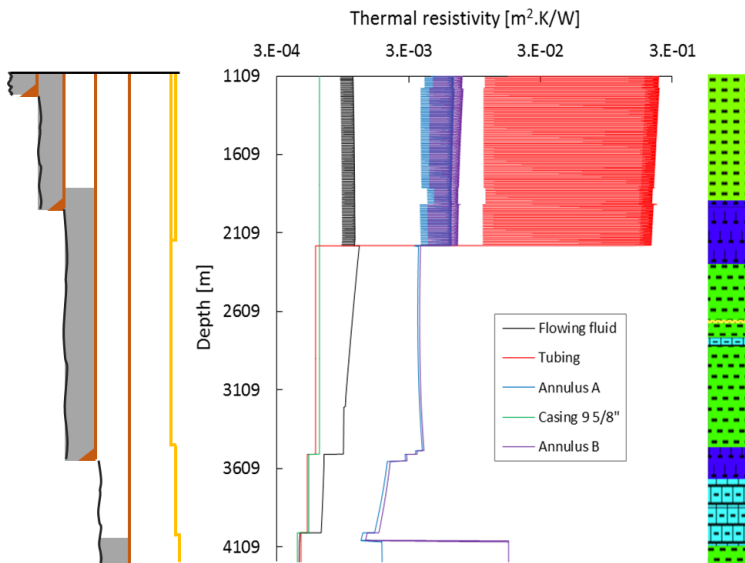 Thermal resistivity [m².K/W]
3.E-04 3.E-03 3.E-02 3.E-01
Depth [m]
1109
1609
2109
2609
3109
3609
4109
Flowing fluid
Tubing
Annulus A
Casing 9 5/8"
Annulus B